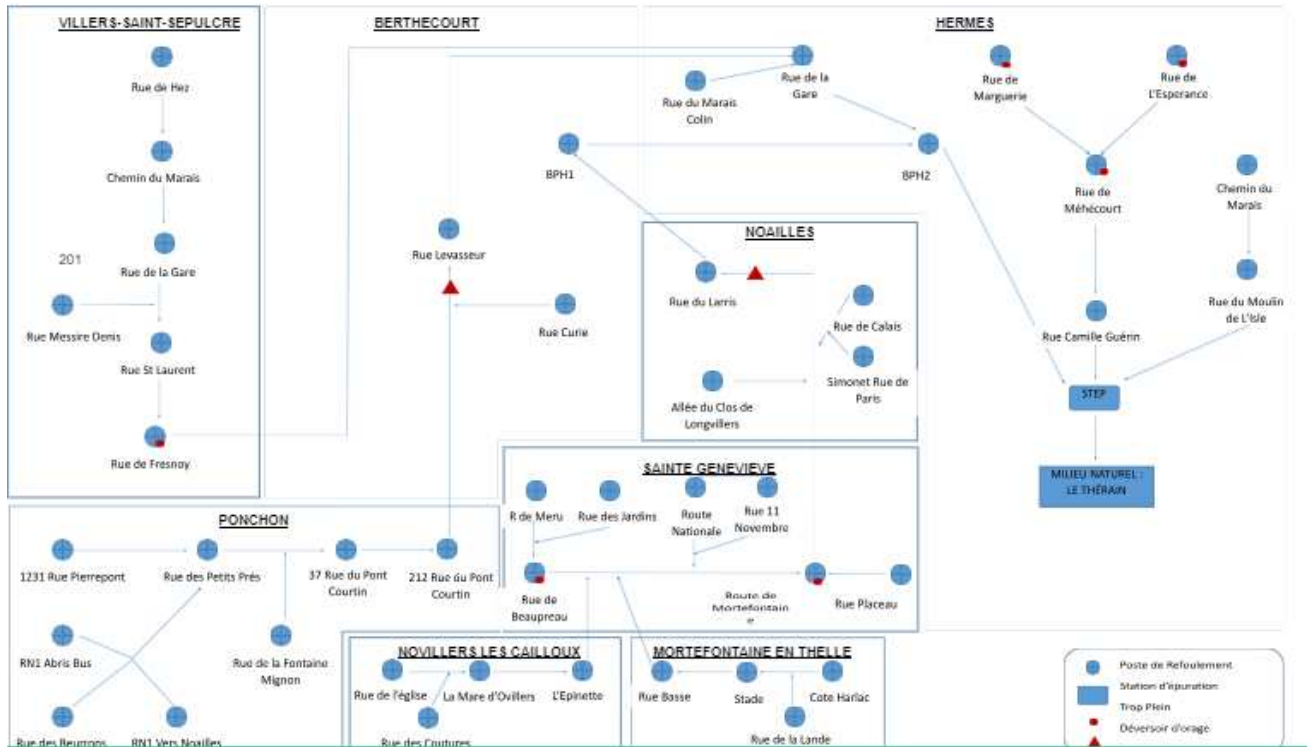 VILLERS-SAINT-SEPULCRE
Rue de Hez
Chemin du Marais
201
Rue de la Gare
Rue Messire Denis
Rue St Laurent
Rue de Fresnoy
BERTHECOURT
BPH1
Rue Levasseur
Rue Curie
HERMES
Rue du Marais
Colin
Rue de la
Gare
BPH2
Rue de
Marguerie
Rue de
L'Esperance
Rue de
Méhécourt
Chemin du
Marais
Rue Camille Guérin
Rue du Moulin
de L'Isle
STEP
MILIEU NATUREL :
LE THÉRAIN
NOAILLES
Rue du Larris
Rue de Calais
Simonet Rue de
Paris
Allée du Clos de
Longvillers
SAINTE GENEVIEVE
R de Meru
Rue des Jardins
Route
Nationale
Rue 11
Novembre
Rue de
Beaupreau
Route de
Mortefontain
e
Rue Placeau
PONCHON
1231 Rue Pierrepont
Rue des Petits Prés
37 Rue du Pont
Courtin
212 Rue du Pont
Courtin
RN1 Abris Bus
Rue de la Fontaine
Mignon
Rue des Beurrons
RN1 Vers Noailles
NOVILLERS LES CAILLOUX
Rue de l'église
La Mare d'Ovillers
L'Epinette
Rue des Coutures
MORTEFONTAINE EN THELLE
Rue Basse
Stade
Cote Harlac
Rue de la Lande
Poste de Refoulement
Station d'épuration
Trop Plein
Déversoir d'orage